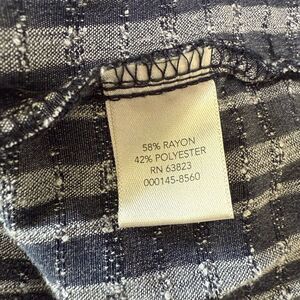 58% RAYON
42% POLYESTER
RN 63823
000145-8560